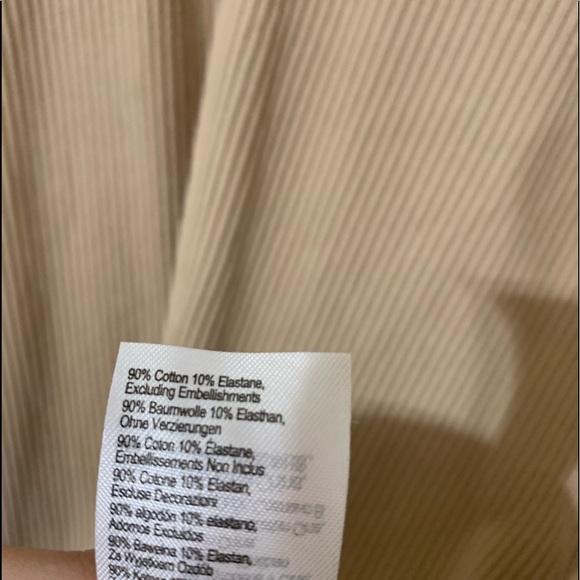 90% Cotton 10% Elastane,
Excluding Embellishments
90% Baumwolle 10% Elasthan,
Ohne Verzierungen
90% Coton 10% Élastane,
Embellissements Non Inclus
90% Cotone 10% Elastan,
Escluse Decorazioni
90% algodón 10% elastano,
Adornos Excluidos
90% Bawełna 10% Elastan,
Za Wyjątkiem Ozdób
90%